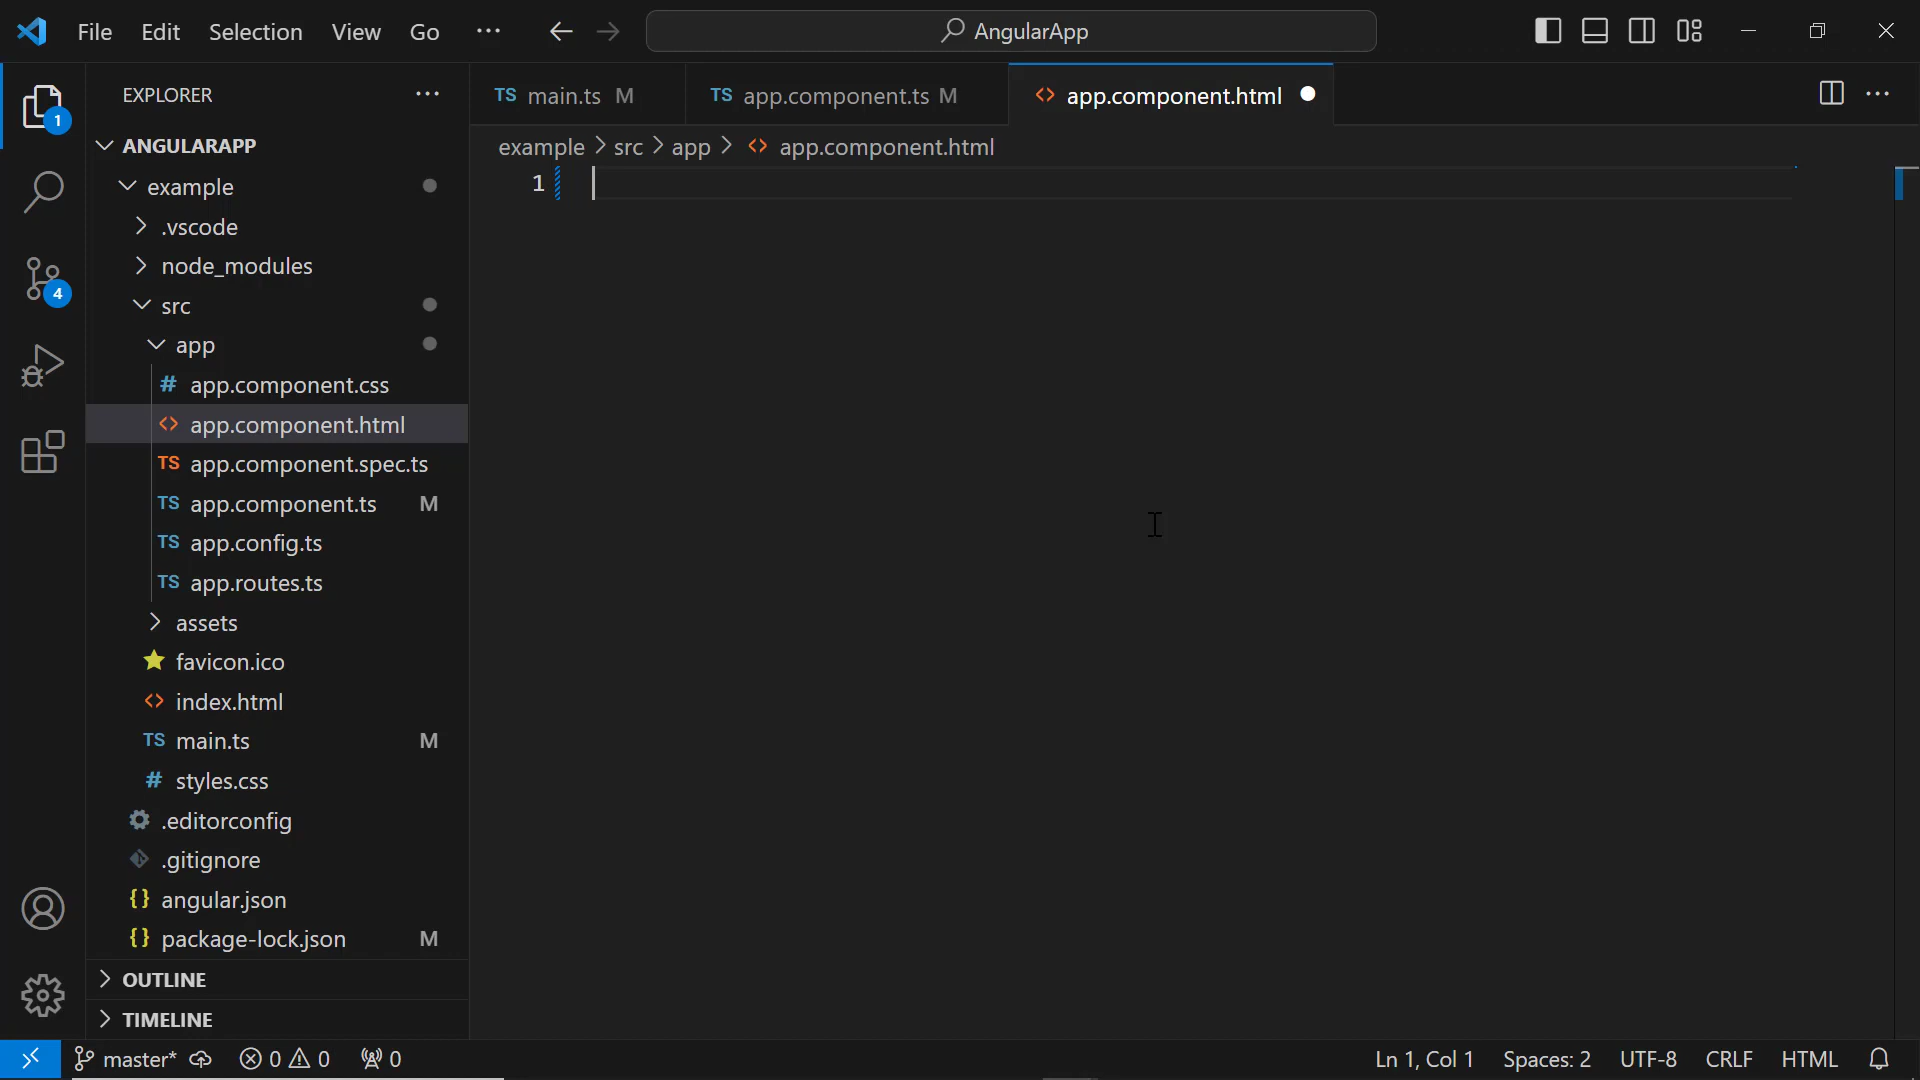 File Edit Selection View Go AngularApp
EXPLORER
ANGULARAPP
example
.vscode
node_modules
src
app
# app.component.css
<> app.component.html
TS app.component.spec.ts
TS app.component.ts M
TS app.config.ts
TS app.routes.ts
assets
favicon.ico
<> index.html
TS main.ts M
# styles.css
.editorconfig
.gitignore
{} angular.json
{} package-lock.json M
OUTLINE
TIMELINE
1
4
TS main.ts M TS app.component.ts M <> app.component.html
example > src > app > <> app.component.html
1
master* 0 0 0 Ln 1, Col 1 Spaces: 2 UTF-8 CRLF HTML